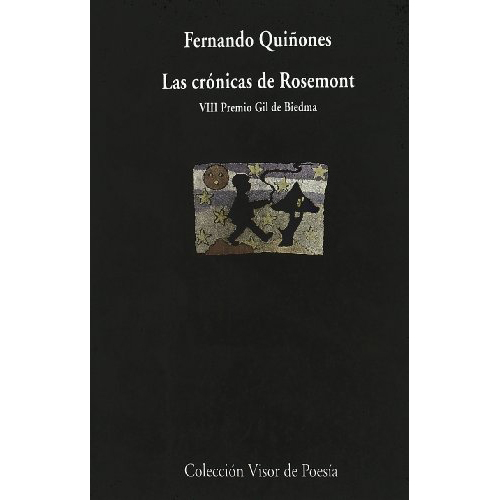 Fernando Quiñones
Las crónicas de Rosemont
VIII Premio Gil de Biedma
Colección Visor de Poesía